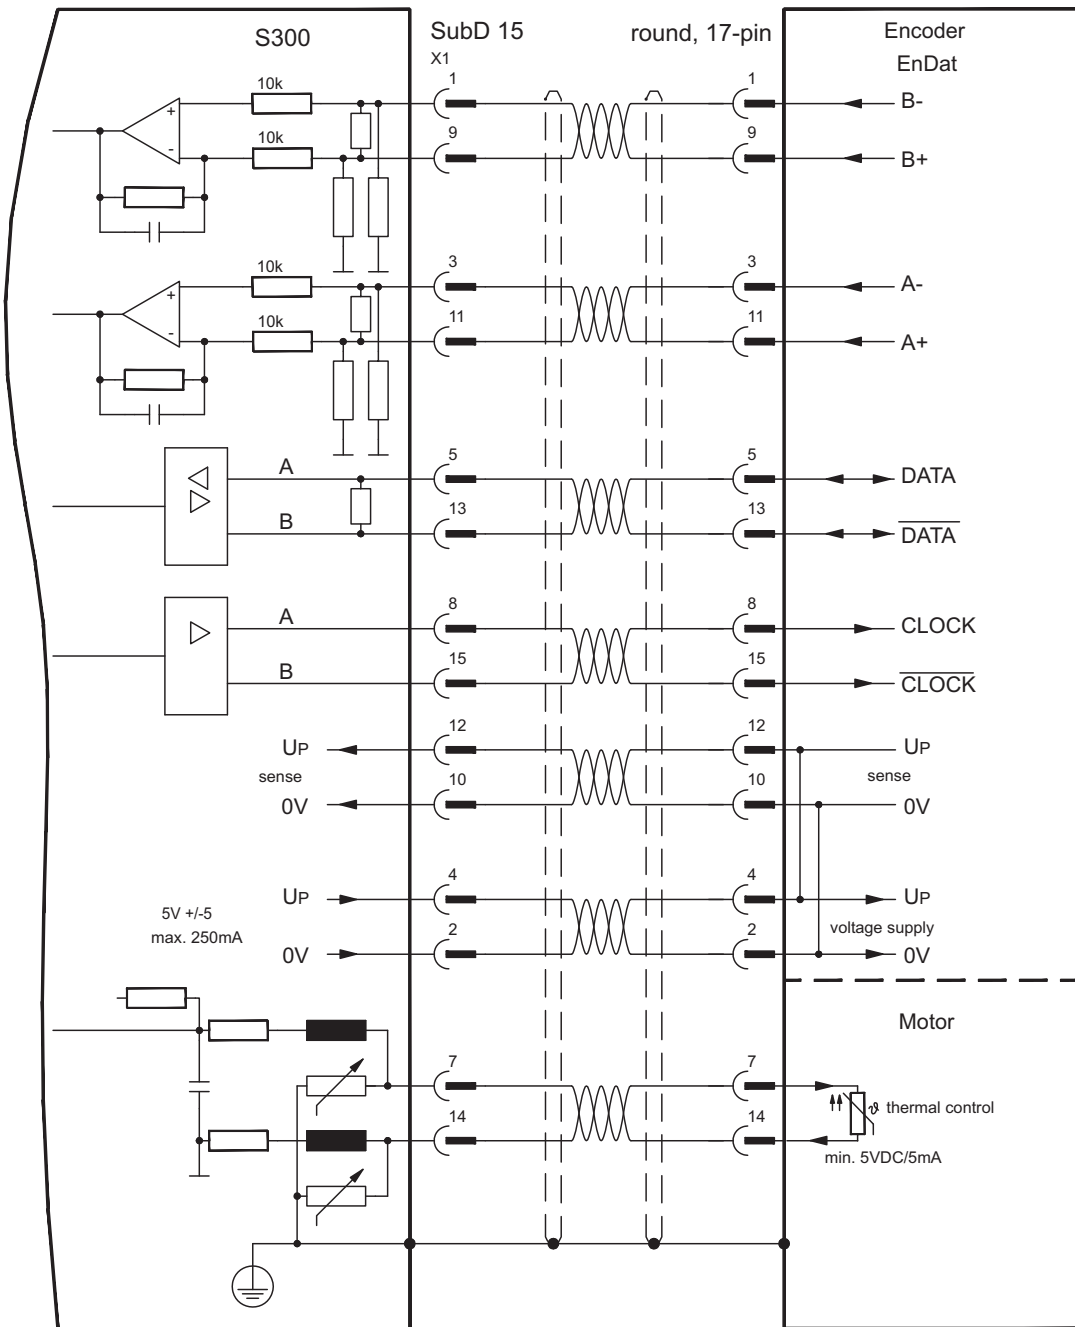 S300
SubD 15
round, 17-pin
Encoder
EnDat
X1
10k
1
1
B-
+
10k
9
9
B+
-
10k
3
3
A-
+
10k
11
11
A+
-
A
5
5
DATA
B
13
13
DATA
A
8
8
CLOCK
B
15
15
CLOCK
UP
12
12
UP
sense
sense
0V
10
10
0V
UP
4
4
UP
5V +/-5
max. 250mA
voltage supply
0V
2
2
0V
Motor
7
7
ϑ thermal control
14
14
min. 5VDC/5mA